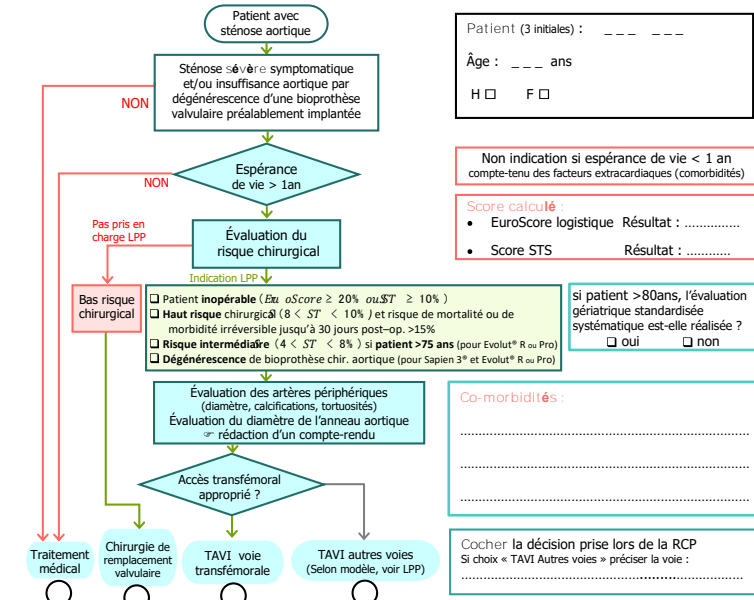 Patient avec
sténose aortique
Sténose sévère symptomatique
et/ou insuffisance aortique par
dégénérescence d'une bioprothèse
valvulaire préalablement implantée
NON
Espérance
de vie > 1an
NON
Évaluation du
risque chirurgical
Pas pris en
charge LPP
Indication LPP
Bas risque
chirurgical
❑ Patient inopérable (Eu oScore ≥ 20% ou ST ≥ 10%)
❑ Haut risque chirurgical (8 < ST < 10%) et risque de mortalité ou de
morbidité irréversible jusqu'à 30 jours post–op. >15%
❑ Risque intermédiaire (4 < ST < 8%) si patient >75 ans (pour Evolut® R ou Pro)
❑ Dégénérescence de bioprothèse chir. aortique (pour Sapien 3® et Evolut® R ou Pro)
Évaluation des artères périphériques
(diamètre, calcifications, tortuosités)
Évaluation du diamètre de l'anneau aortique
☞ rédaction d'un compte-rendu
Accès transfémoral
approprié ?
Traitement
médical
Chirurgie de
remplacement
valvulaire
TAVI voie
transfémorale
TAVI autres voies
(Selon modèle, voir LPP)
Patient (3 initiales) : _ _ _ _ _ _
Âge : _ _ _ ans
H □ F □
Non indication si espérance de vie < 1 an
compte-tenu des facteurs extracardiaques (comorbidités)
Score calculé :
• EuroScore logistique Résultat : ...............
• Score STS Résultat : ............
si patient >80ans, l'évaluation
gériatrique standardisée
systématique est-elle réalisée ?
❑ oui ❑ non
Co-morbidités :
................................................................................
................................................................................
................................................................................
Cocher la décision prise lors de la RCP
Si choix « TAVI Autres voies » préciser la voie :
................................................................................